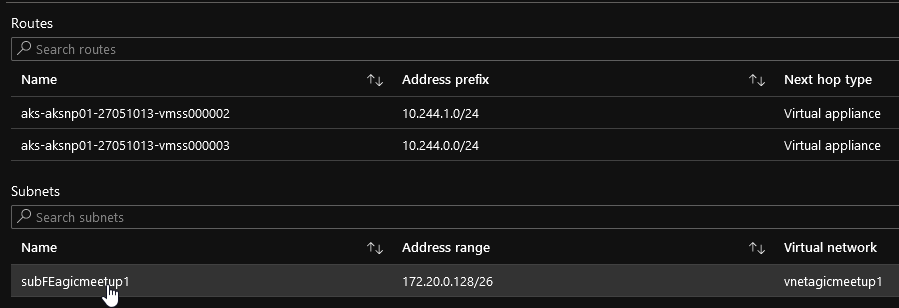 Routes
Search routes
Name Address prefix Next hop type
aks-aksnp01-27051013-vmss000002 10.244.1.0/24 Virtual appliance
aks-aksnp01-27051013-vmss000003 10.244.0.0/24 Virtual appliance
Subnets
Search subnets
Name Address range Virtual network
subFEagicmeetup1 172.20.0.128/26 vnetagicmeetup1